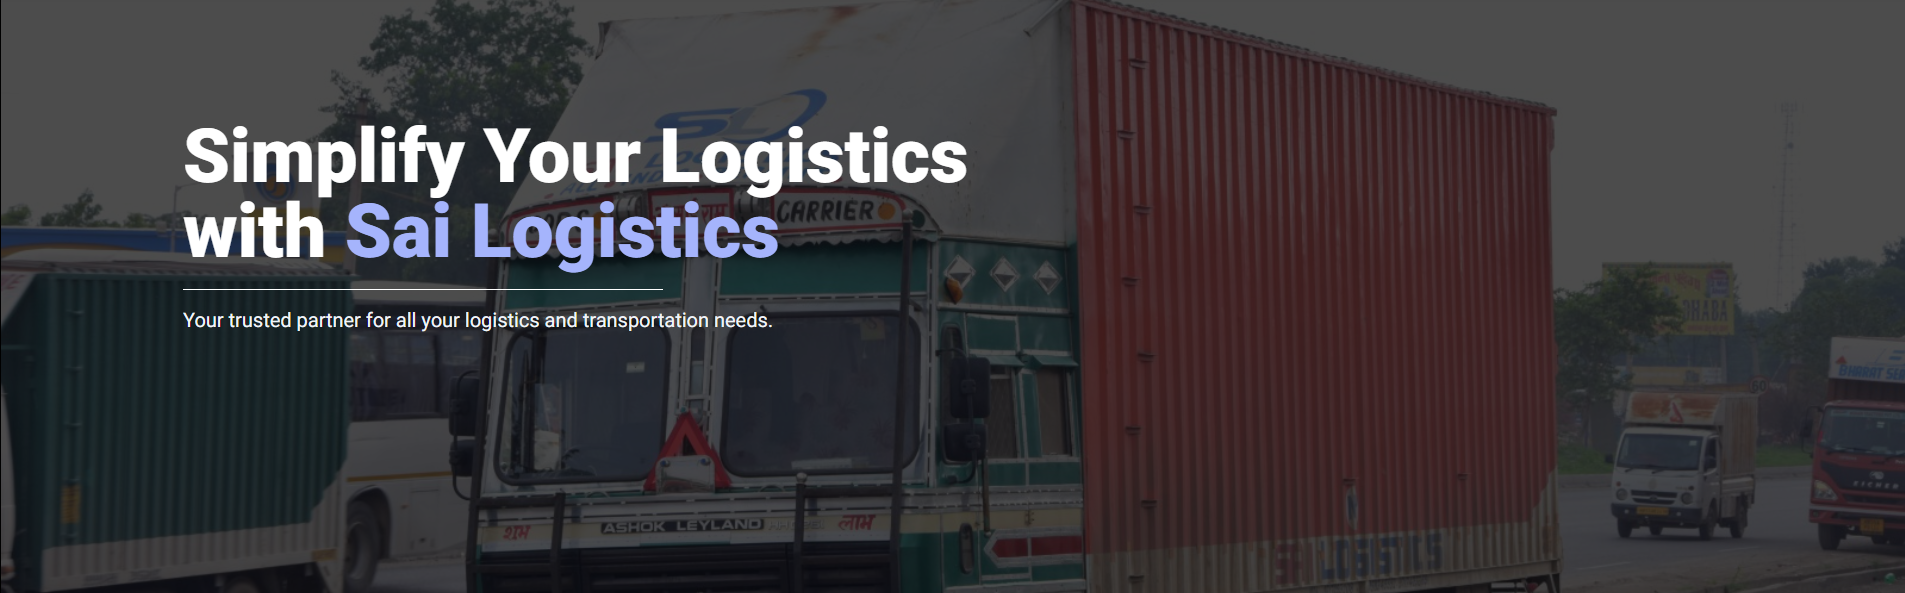 Simplify Your Logistics
with Sai Logistics
Your trusted partner for all your logistics and transportation needs.
SL
CARRIER
DHABA
BHARAT
EICHER
शुभ
ASHOK LEYLAND
लाभ
LOGISTICS